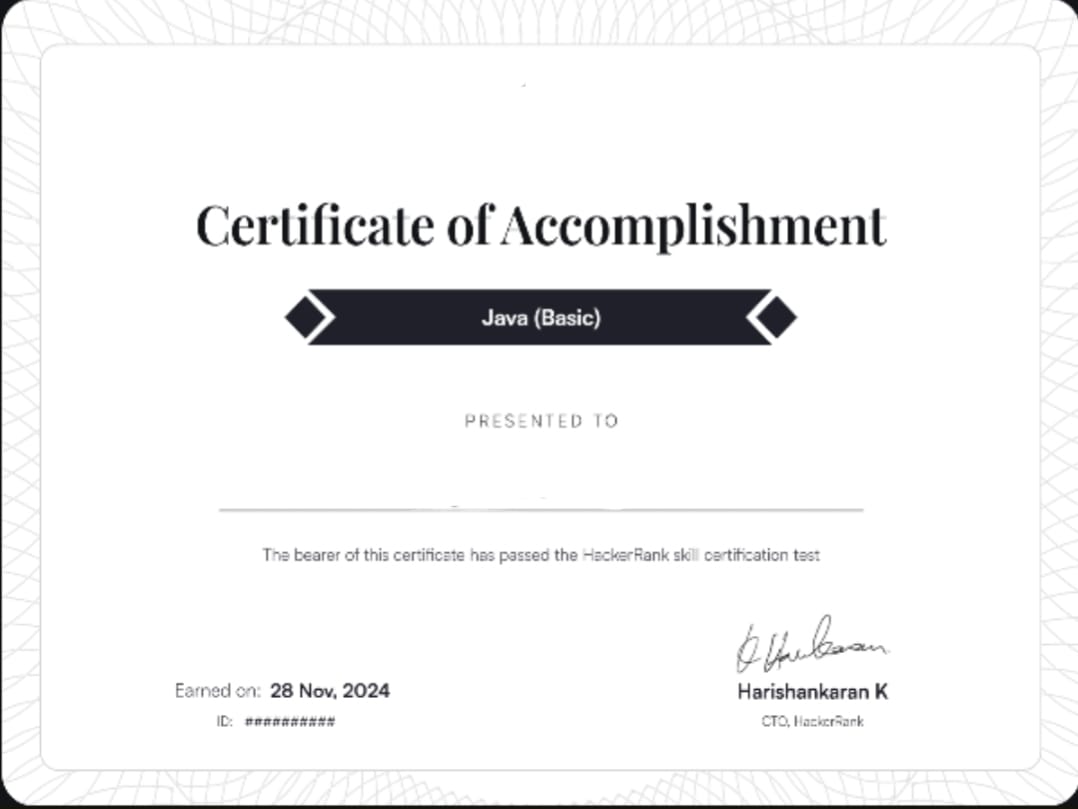 Certificate of Accomplishment
Java (Basic)
PRESENTED TO
The bearer of this certificate has passed the HackerRank skill certification test
Earned on: 28 Nov, 2024
ID: ##########
Harishankaran K
CTO, HackerRank